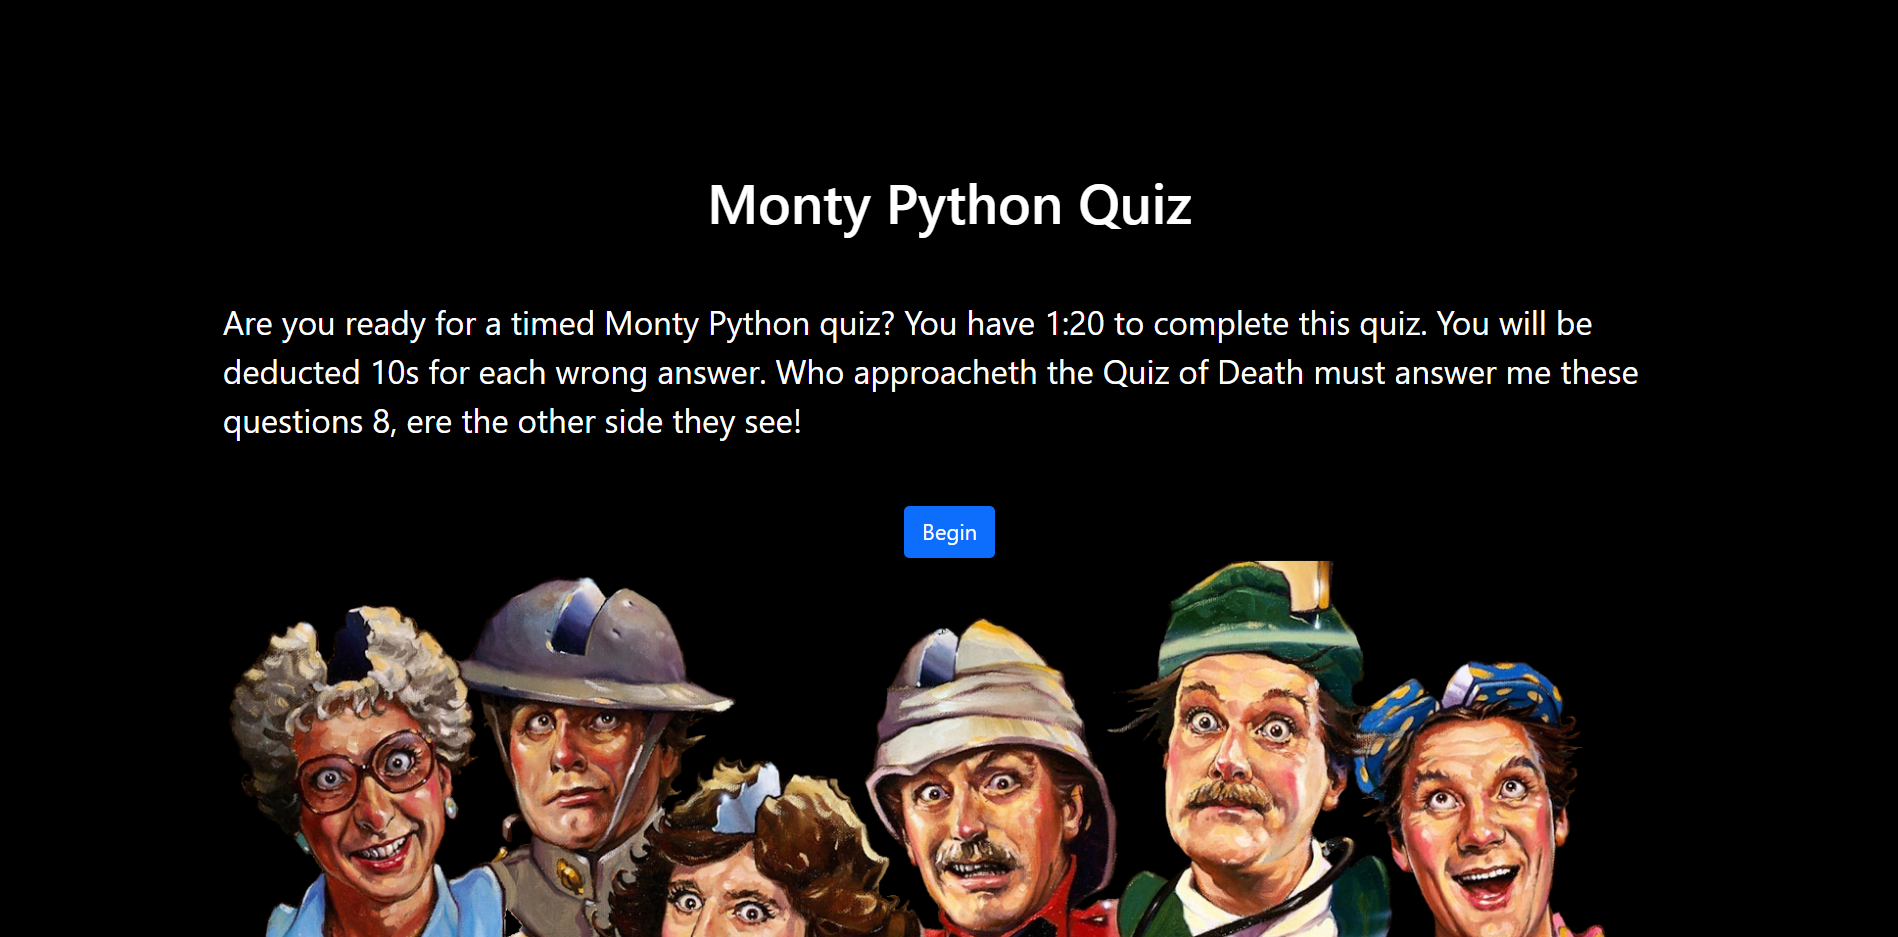 Monty Python Quiz
Are you ready for a timed Monty Python quiz? You have 1:20 to complete this quiz. You will be
deducted 10s for each wrong answer. Who approacheth the Quiz of Death must answer me these
questions 8, ere the other side they see!
Begin